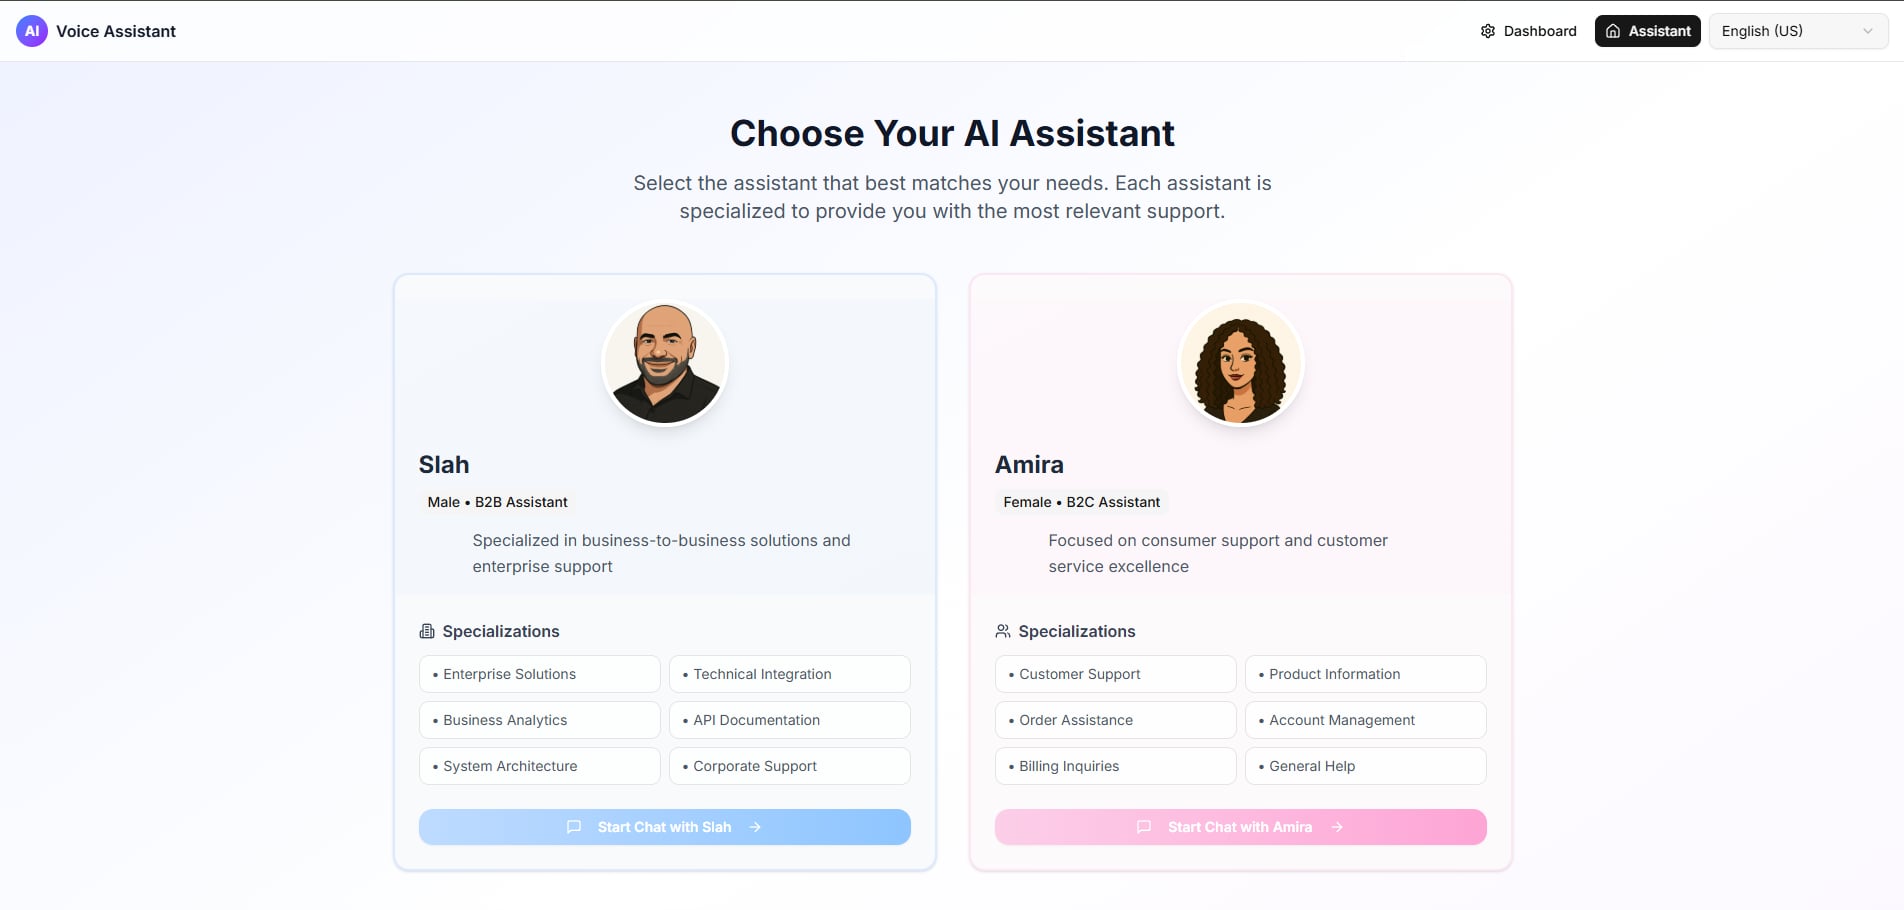 AI Voice Assistant
Dashboard
Assistant
English (US)
Choose Your AI Assistant
Select the assistant that best matches your needs. Each assistant is
specialized to provide you with the most relevant support.
Slah
Male • B2B Assistant
Specialized in business-to-business solutions and
enterprise support
Specializations
• Enterprise Solutions
• Technical Integration
• Business Analytics
• API Documentation
• System Architecture
• Corporate Support
Start Chat with Slah
Amira
Female • B2C Assistant
Focused on consumer support and customer
service excellence
Specializations
• Customer Support
• Product Information
• Order Assistance
• Account Management
• Billing Inquiries
• General Help
Start Chat with Amira